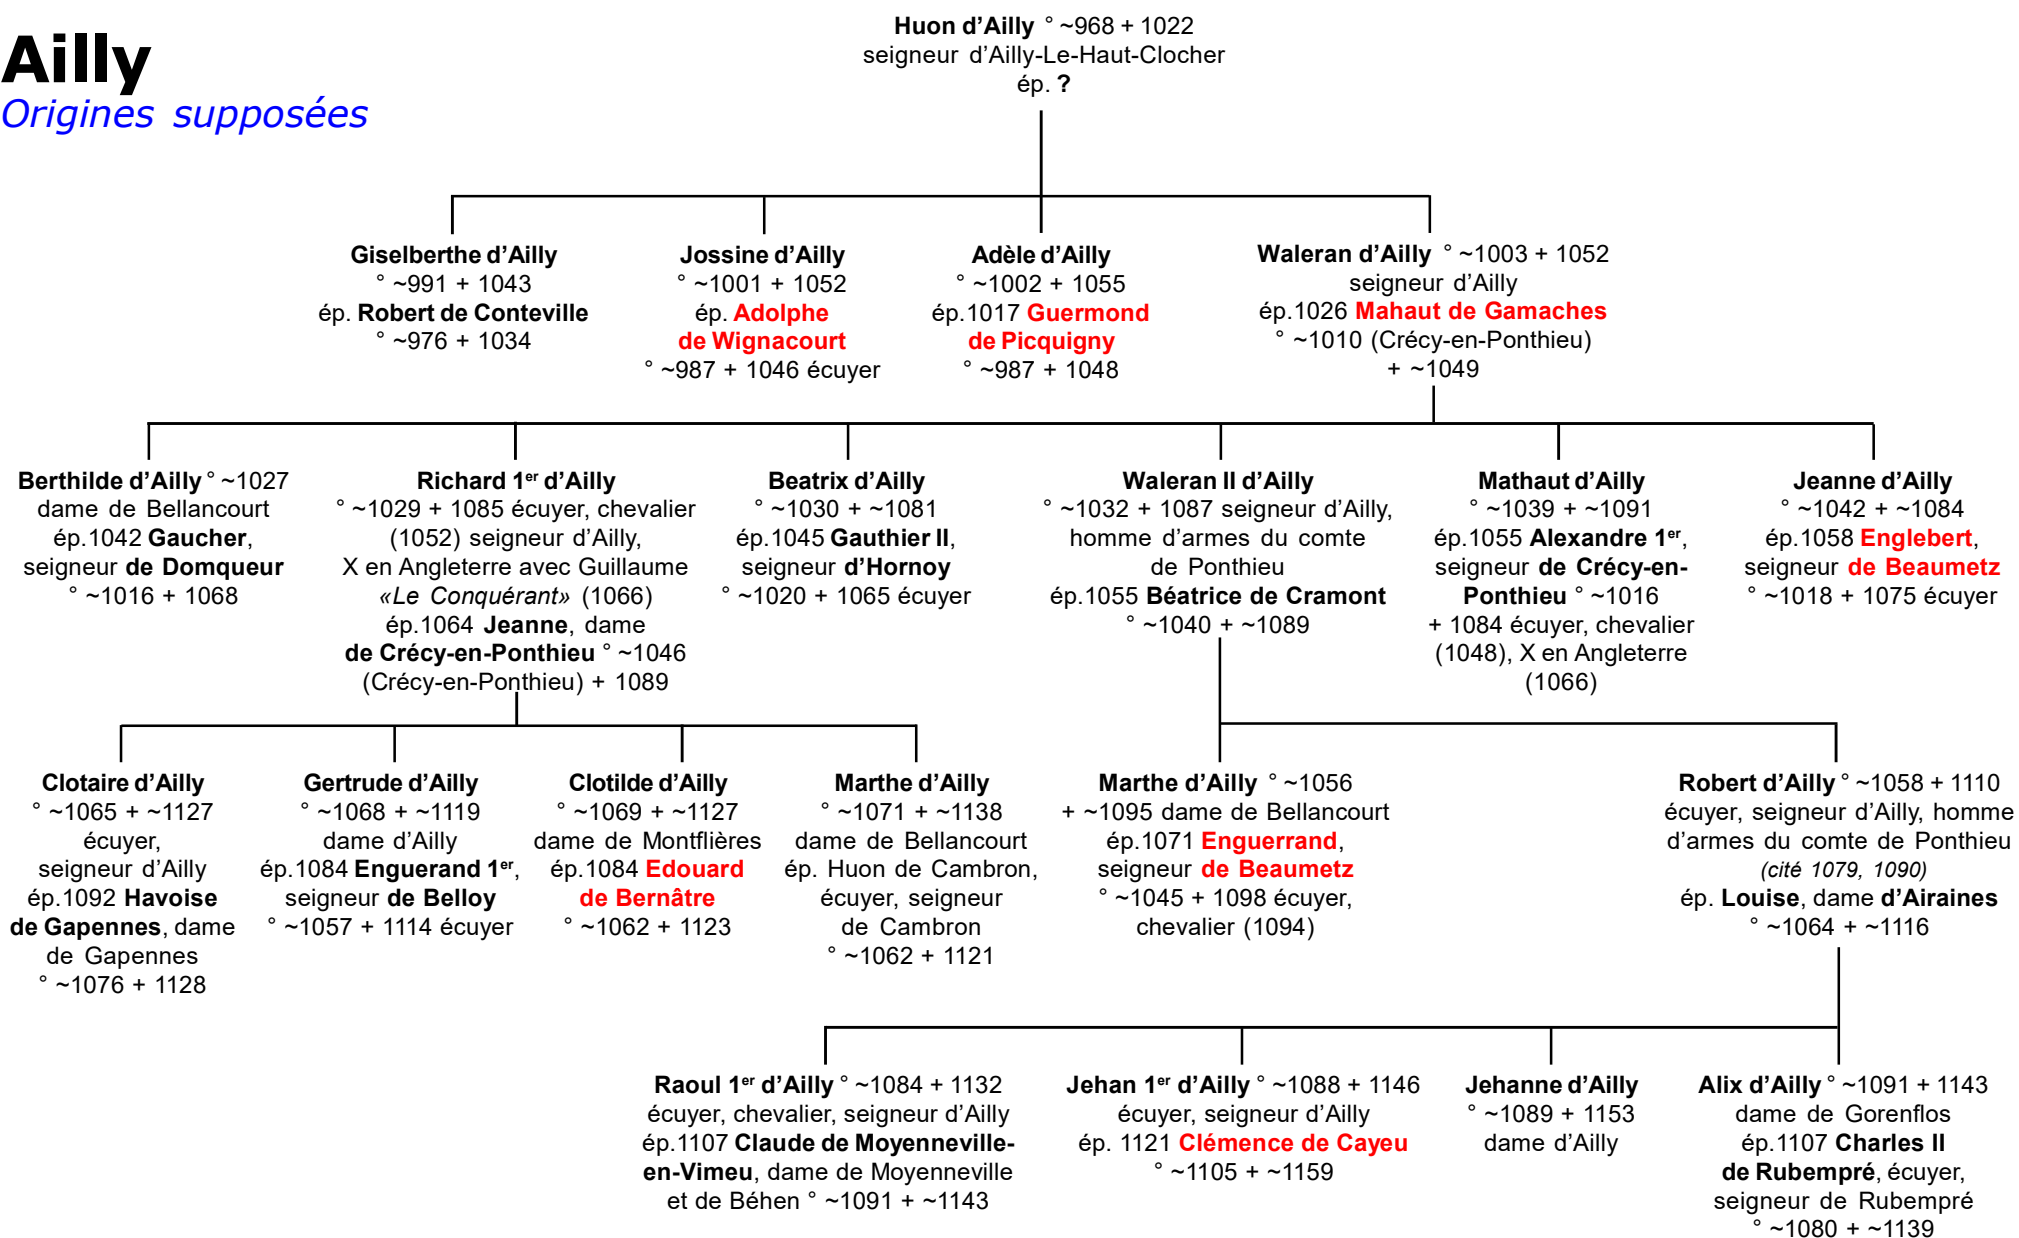 Ailly
Origines supposées
Huon d’Ailly ° ~968 + 1022
seigneur d’Ailly-Le-Haut-Clocher
ép. ?
Giselberthe d’Ailly
° ~991 + 1043
ép. Robert de Conteville
° ~976 + 1034
Jossine d’Ailly
° ~1001 + 1052
ép. Adolphe
de Wignacourt
° ~987 + 1046 écuyer
Adèle d’Ailly
° ~1002 + 1055
ép.1017 Guermond
de Picquigny
° ~987 + 1048
Waleran d’Ailly ° ~1003 + 1052
seigneur d’Ailly
ép.1026 Mahaut de Gamaches
° ~1010 (Crécy-en-Ponthieu)
+ ~1049
Berthilde d’Ailly ° ~1027
dame de Bellancourt
ép.1042 Gaucher,
seigneur de Domqueur
° ~1016 + 1068
Richard 1er d’Ailly
° ~1029 + 1085 écuyer, chevalier
(1052) seigneur d’Ailly,
X en Angleterre avec Guillaume
«Le Conquérant» (1066)
ép.1064 Jeanne, dame
de Crécy-en-Ponthieu ° ~1046
(Crécy-en-Ponthieu) + 1089
Beatrix d’Ailly
° ~1030 + ~1081
ép.1045 Gauthier II,
seigneur d’Hornoy
° ~1020 + 1065 écuyer
Waleran II d’Ailly
° ~1032 + 1087 seigneur d’Ailly,
homme d’armes du comte
de Ponthieu
ép.1055 Béatrice de Cramont
° ~1040 + ~1089
Mathaut d’Ailly
° ~1039 + ~1091
ép.1055 Alexandre 1er,
seigneur de Crécy-en-
Ponthieu ° ~1016
+ 1084 écuyer, chevalier
(1048), X en Angleterre
(1066)
Jeanne d’Ailly
° ~1042 + ~1084
ép.1058 Englebert,
seigneur de Beaumetz
° ~1018 + 1075 écuyer
Clotaire d’Ailly
° ~1065 + ~1127
écuyer,
seigneur d’Ailly
ép.1092 Havoise
de Gapennes, dame
de Gapennes
° ~1076 + 1128
Gertrude d’Ailly
° ~1068 + ~1119
dame d’Ailly
ép.1084 Enguerand 1er,
seigneur de Belloy
° ~1057 + 1114 écuyer
Clotilde d’Ailly
° ~1069 + ~1127
dame de Montflières
ép.1084 Edouard
de Bernâtre
° ~1062 + 1123
Marthe d’Ailly
° ~1071 + ~1138
dame de Bellancourt
ép. Huon de Cambron,
écuyer, seigneur
de Cambron
° ~1062 + 1121
Marthe d’Ailly ° ~1056
+ ~1095 dame de Bellancourt
ép.1071 Enguerrand,
seigneur de Beaumetz
° ~1045 + 1098 écuyer,
chevalier (1094)
Robert d’Ailly ° ~1058 + 1110
écuyer, seigneur d’Ailly, homme
d’armes du comte de Ponthieu
(cité 1079, 1090)
ép. Louise, dame d’Airaines
° ~1064 + ~1116
Raoul 1er d’Ailly ° ~1084 + 1132
écuyer, chevalier, seigneur d’Ailly
ép.1107 Claude de Moyenneville-
en-Vimeu, dame de Moyenneville
et de Béhen ° ~1091 + ~1143
Jehan 1er d’Ailly ° ~1088 + 1146
écuyer, seigneur d’Ailly
ép. 1121 Clémence de Cayeu
° ~1105 + ~1159
Jehanne d’Ailly
° ~1089 + 1153
dame d’Ailly
Alix d’Ailly ° ~1091 + 1143
dame de Gorenflos
ép.1107 Charles II
de Rubempré, écuyer,
seigneur de Rubempré
° ~1080 + ~1139